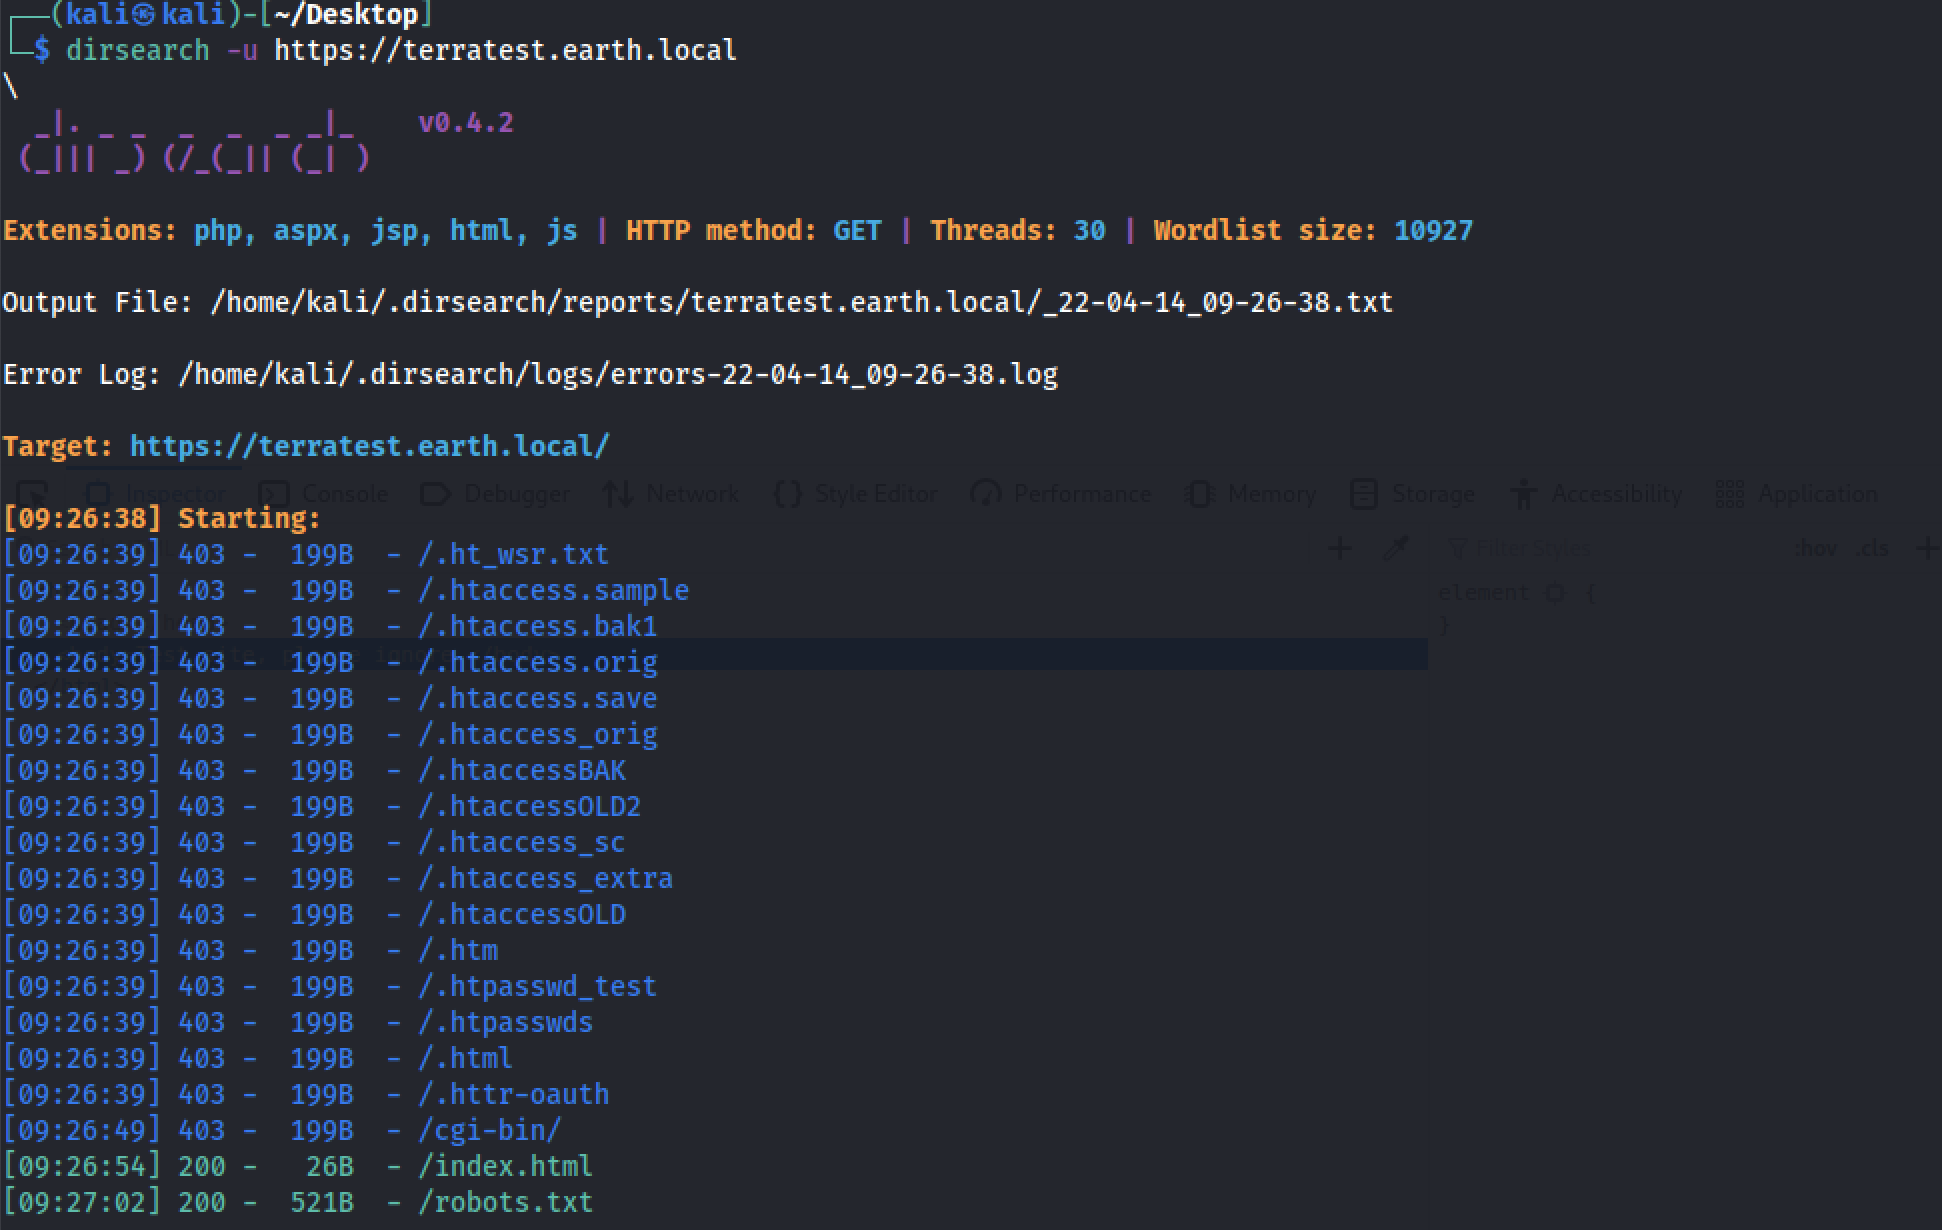 ┌──(kali㉿kali)-[~/Desktop]
└─$ dirsearch -u https://terratest.earth.local
\
  _|. _ _  _  _  _ _|_    v0.4.2
 (_||| _) (/_(_|| (_| )
Extensions: php, aspx, jsp, html, js | HTTP method: GET | Threads: 30 | Wordlist size: 10927
Output File: /home/kali/.dirsearch/reports/terratest.earth.local/_22-04-14_09-26-38.txt
Error Log: /home/kali/.dirsearch/logs/errors-22-04-14_09-26-38.log
Target: https://terratest.earth.local/
Inspector Console Debugger Network {} Style Editor Performance Memory Storage Accessibility Application
[09:26:38] Starting:
[09:26:39] 403 -  199B  - /.ht_wsr.txt
+ Filter Styles :hov .cls +
[09:26:39] 403 -  199B  - /.htaccess.sample
element {
[09:26:39] 403 -  199B  - /.htaccess.bak1
}
[09:26:39] 403 -  199B  - /.htaccess.orig
[09:26:39] 403 -  199B  - /.htaccess.save
[09:26:39] 403 -  199B  - /.htaccess_orig
[09:26:39] 403 -  199B  - /.htaccessBAK
[09:26:39] 403 -  199B  - /.htaccessOLD2
[09:26:39] 403 -  199B  - /.htaccess_sc
[09:26:39] 403 -  199B  - /.htaccess_extra
[09:26:39] 403 -  199B  - /.htaccessOLD
[09:26:39] 403 -  199B  - /.htm
[09:26:39] 403 -  199B  - /.htpasswd_test
[09:26:39] 403 -  199B  - /.htpasswds
[09:26:39] 403 -  199B  - /.html
[09:26:39] 403 -  199B  - /.httr-oauth
[09:26:49] 403 -  199B  - /cgi-bin/
[09:26:54] 200 -   26B  - /index.html
[09:27:02] 200 -  521B  - /robots.txt